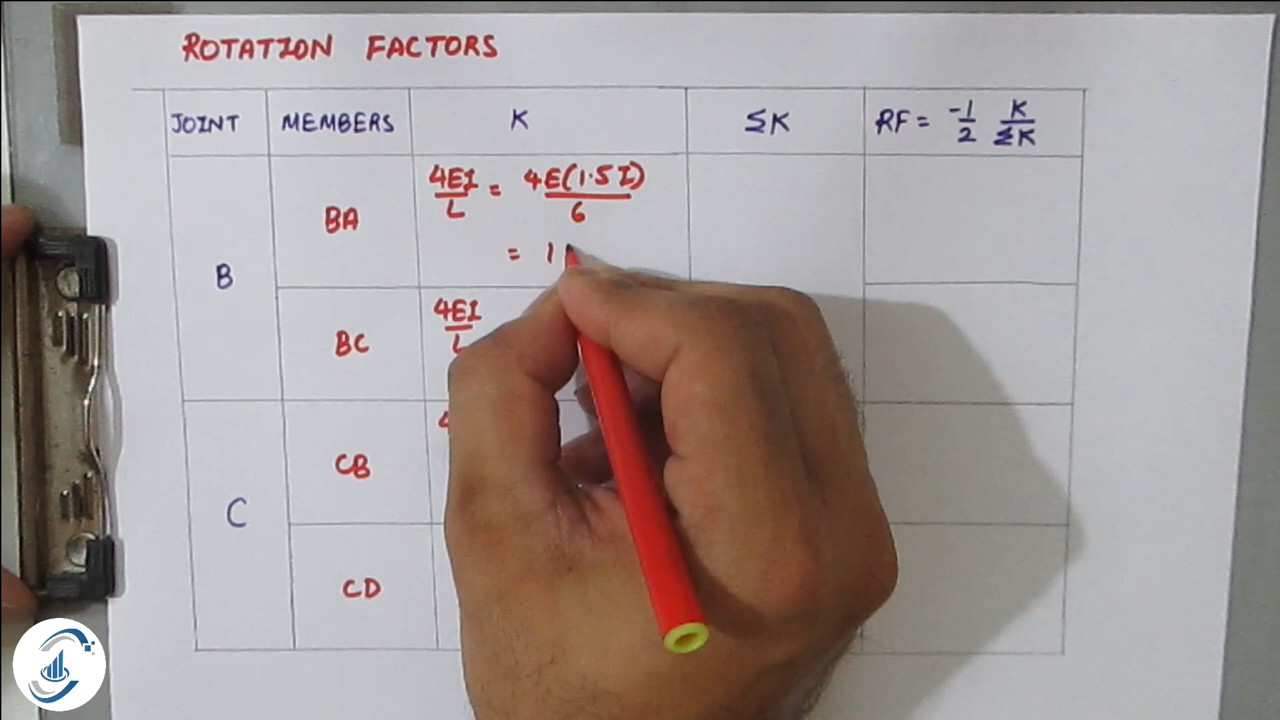 ROTATION FACTORS
JOINT MEMBERS K ΣK RF = -1/2 K/ΣK
B BA 4EI/L = 4E(1.5I)/6
= 1
BC 4EI/L
C CB 4
CD